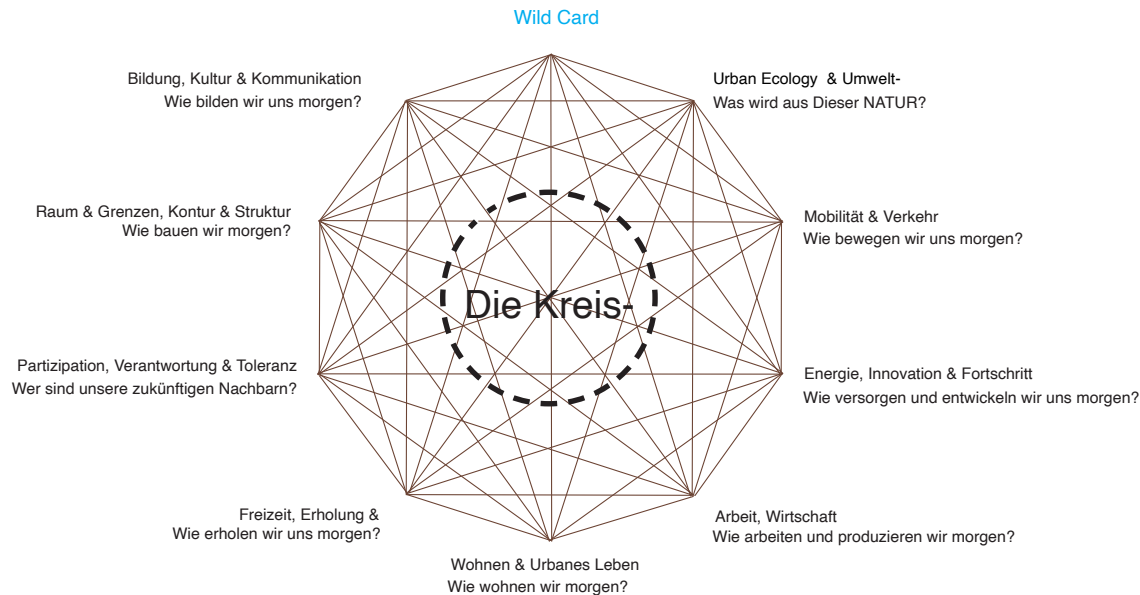 Wild Card
Bildung, Kultur & Kommunikation
Wie bilden wir uns morgen?
Urban Ecology & Umwelt-
Was wird aus Dieser NATUR?
Raum & Grenzen, Kontur & Struktur
Wie bauen wir morgen?
Mobilität & Verkehr
Wie bewegen wir uns morgen?
Die Kreis-
Partizipation, Verantwortung & Toleranz
Wer sind unsere zukünftigen Nachbarn?
Energie, Innovation & Fortschritt
Wie versorgen und entwickeln wir uns morgen?
Freizeit, Erholung &
Wie erholen wir uns morgen?
Arbeit, Wirtschaft
Wie arbeiten und produzieren wir morgen?
Wohnen & Urbanes Leben
Wie wohnen wir morgen?